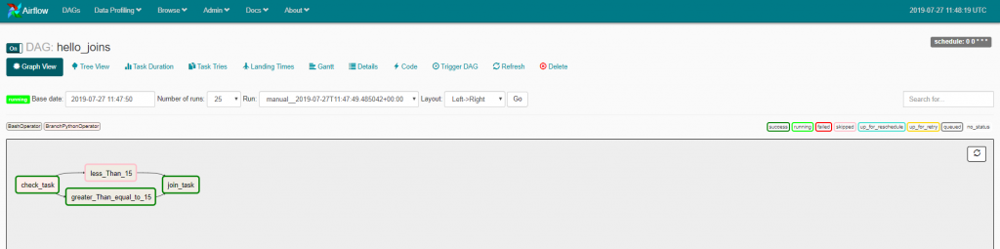 Airflow DAGs Data Profiling Browse Admin Docs About 2019-07-27 11:48:19 UTC
On DAG: hello_joins schedule: 0 0 * * *
Graph View Tree View Task Duration Task Tries Landing Times Gantt Details Code Trigger DAG Refresh Delete
running Base date: 2019-07-27 11:47:50 Number of runs: 25 Run: manual__2019-07-27T11:47:49.485042+00:00 Layout: Left->Right Go Search for...
BashOperator BranchPythonOperator success running failed skipped up_for_reschedule up_for_retry queued no_status
less_Than_15
check_task join_task
greater_Than_equal_to_15